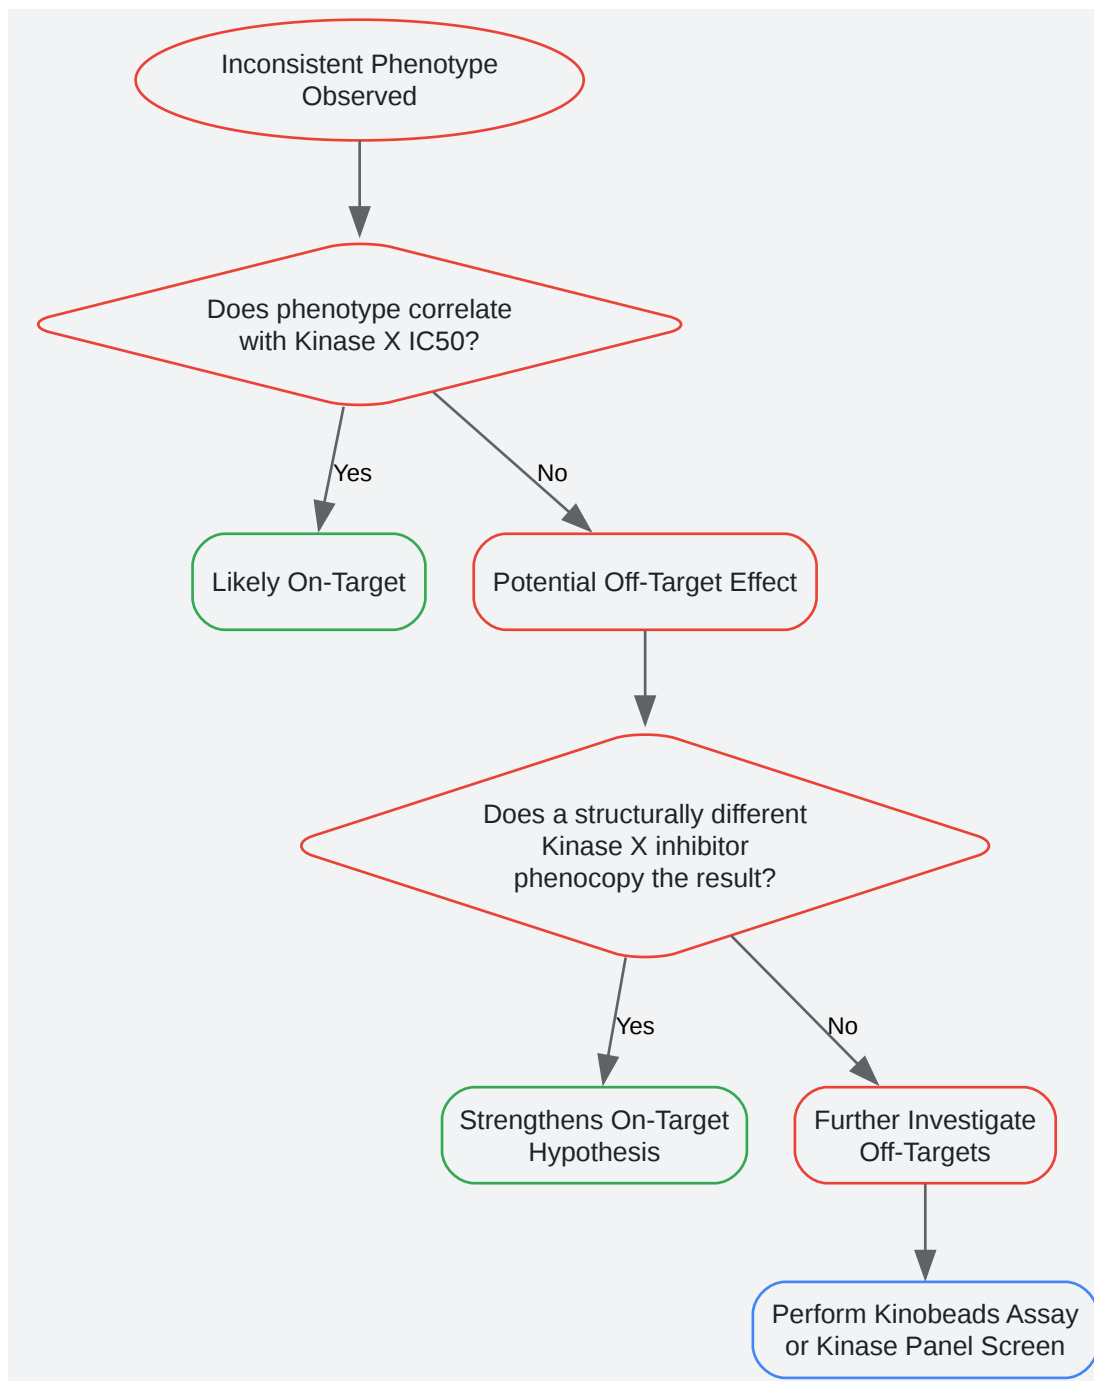 Inconsistent Phenotype
Observed
Does phenotype correlate
with Kinase X IC50?
Yes
No
Likely On-Target
Potential Off-Target Effect
Does a structurally different
Kinase X inhibitor
phenocopy the result?
Yes
No
Strengthens On-Target
Hypothesis
Further Investigate
Off-Targets
Perform Kinobeads Assay
or Kinase Panel Screen